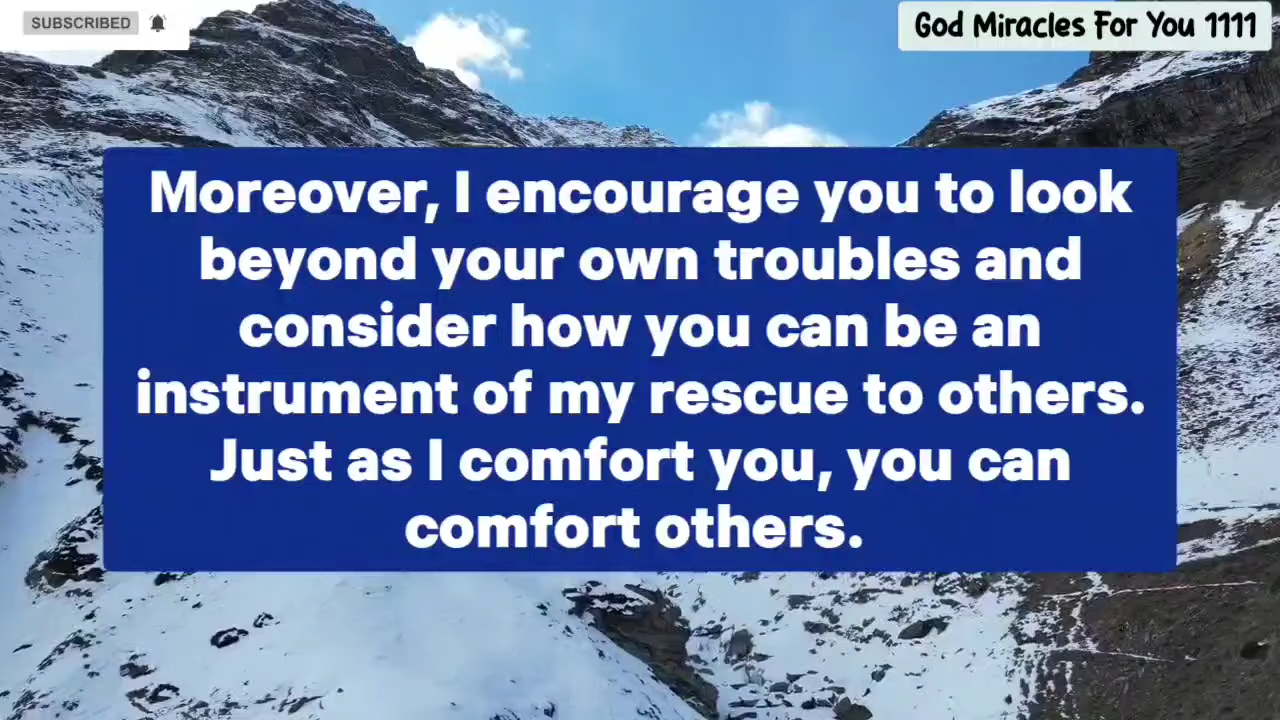 SUBSCRIBED
God Miracles For You 1111
Moreover, I encourage you to look
beyond your own troubles and
consider how you can be an
instrument of my rescue to others.
Just as I comfort you, you can
comfort others.